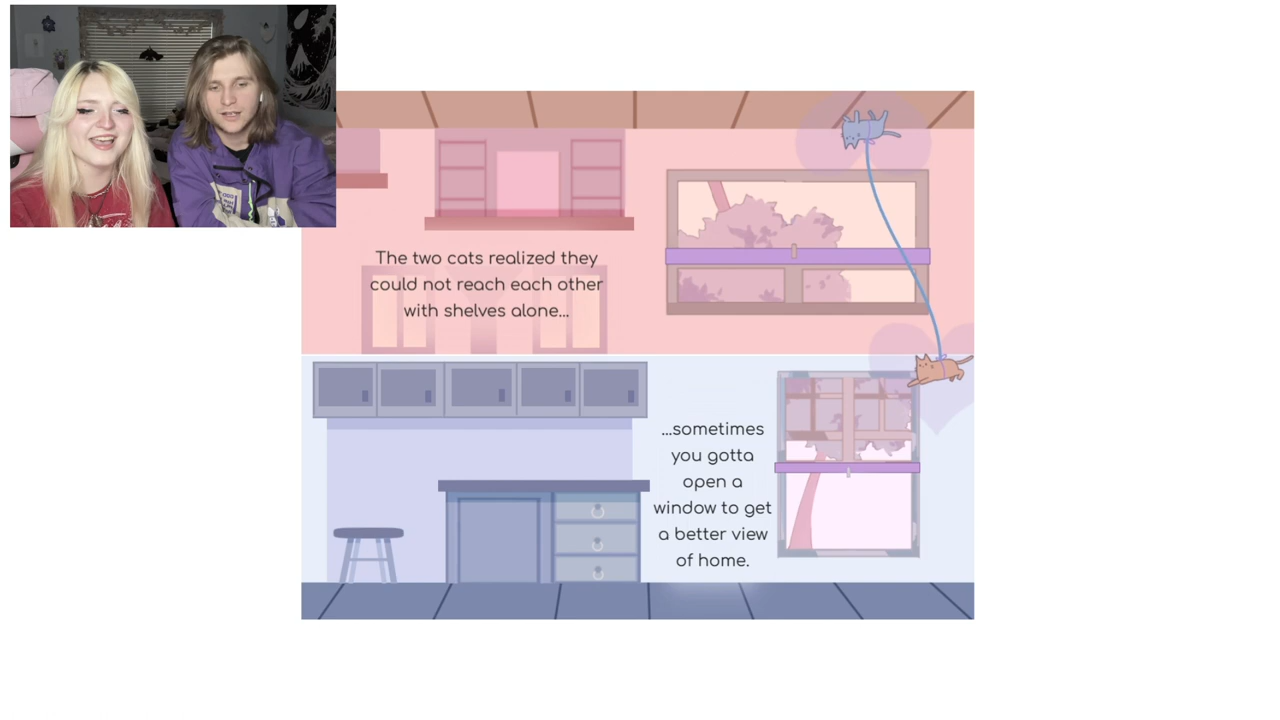 The two cats realized they
could not reach each other
with shelves alone...
...sometimes
you gotta
open a
window to get
a better view
of home.